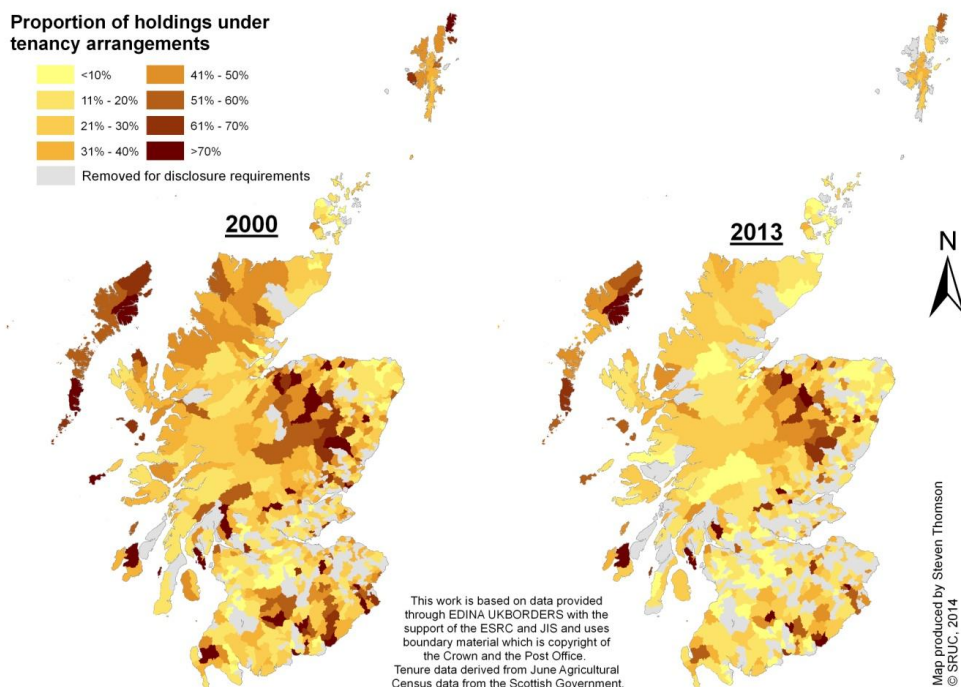 Proportion of holdings under
tenancy arrangements
<10%
11% - 20%
21% - 30%
31% - 40%
41% - 50%
51% - 60%
61% - 70%
>70%
Removed for disclosure requirements
2000
2013
N
This work is based on data provided
through EDINA UKBORDERS with the
support of the ESRC and JIS and uses
boundary material which is copyright of
the Crown and the Post Office.
Tenure data derived from June Agricultural
Census data from the Scottish Government.
Map produced by Steven Thomson
© SRUC, 2014